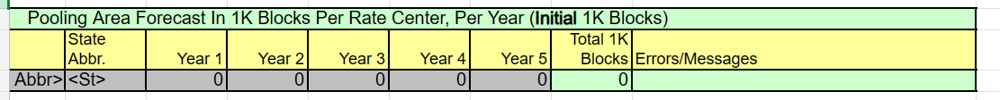 Pooling Area Forecast In 1K Blocks Per Rate Center, Per Year (Initial 1K Blocks)
State Abbr. Year 1 Year 2 Year 3 Year 4 Year 5 Total 1K Blocks Errors/Messages
Abbr> <St> 0 0 0 0 0 0